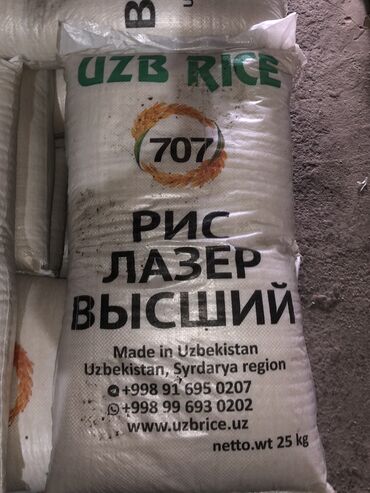 UZB RICE
707
РИС
ЛАЗЕР
ВЫСШИЙ
Made in Uzbekistan
Uzbekistan, Syrdarya region
+998 91 695 0207
+998 99 693 0202
www.uzbrice.uz
netto.wt 25 kg